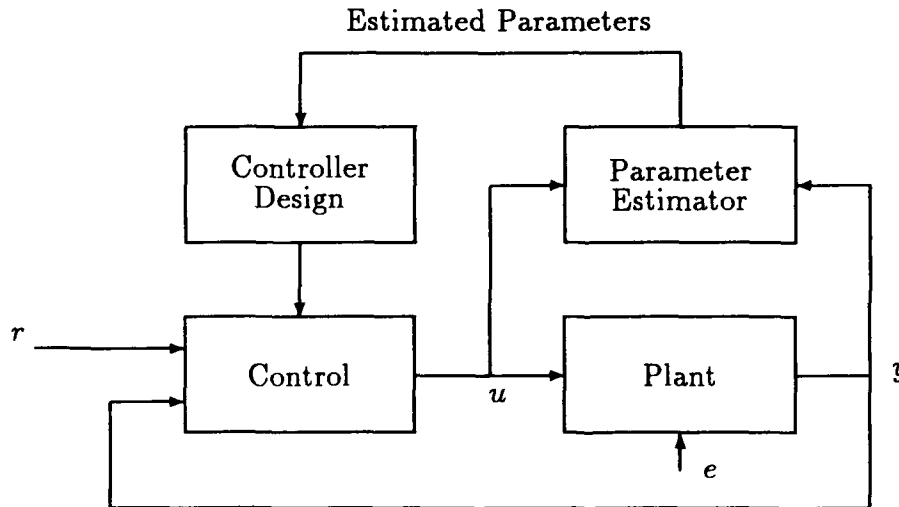 Estimated Parameters
Controller
Design
Parameter
Estimator
r
Control
u
Plant
y
e